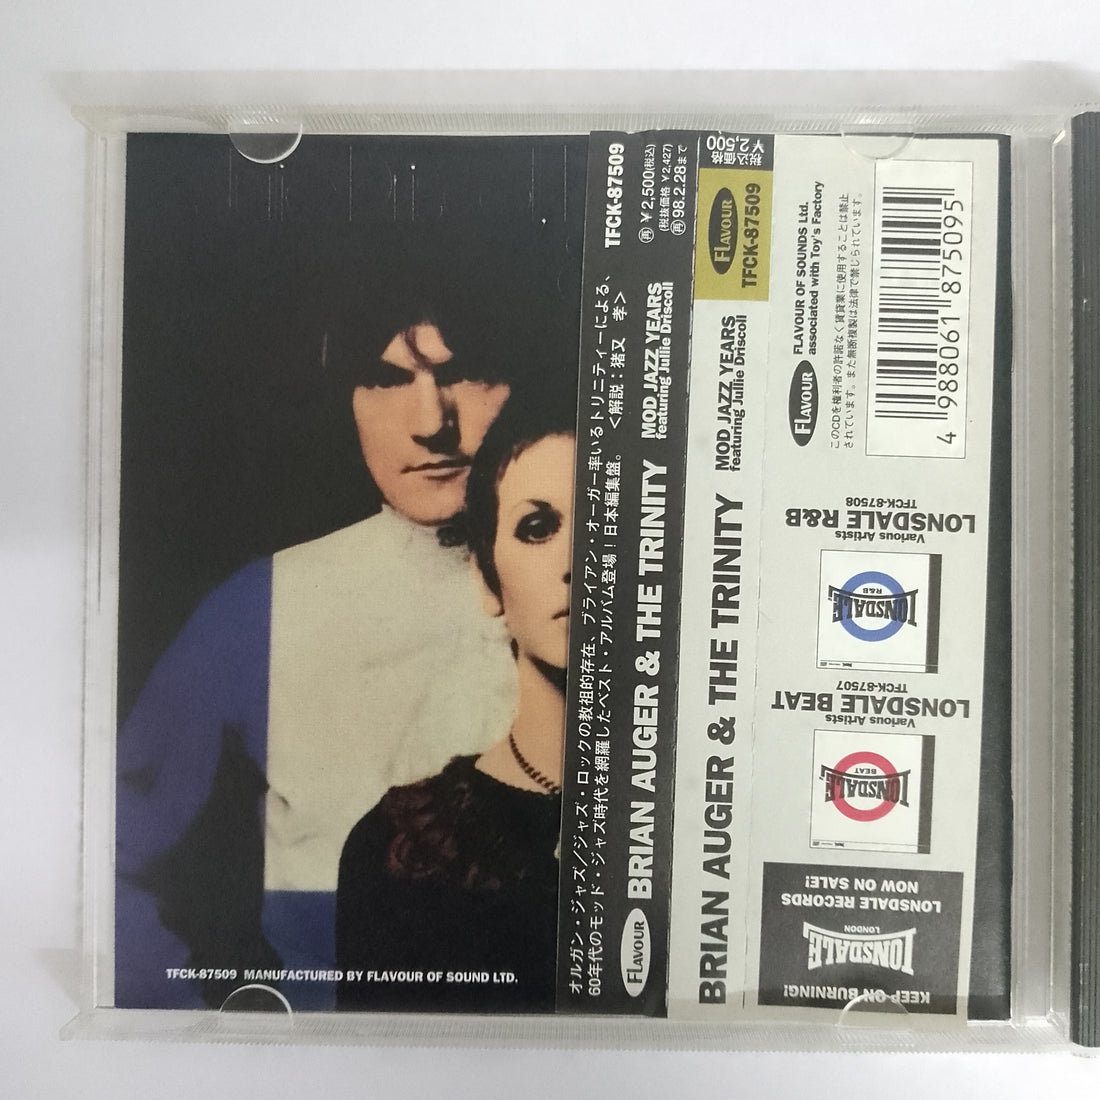 TFCK-87509 MANUFACTURED BY FLAVOUR OF SOUND LTD.
オルガン・ジャズ/ジャズ・ロックの教祖的存在、ブライアン・オーガー率いるトリニティーによる、
60年代のモッド・ジャズ時代を網羅したベスト・アルバム登場!日本編集盤。 <解説:猪又 孝>
FLAVOUR
BRIAN AUGER & THE TRINITY
MOD JAZZ YEARS
featuring Jullie Driscoll
TFCK-87509
再 ¥2,500(税込)
(税抜価格 ¥2,427)
再 98.2.28まで
BRIAN AUGER & THE TRINITY
MOD JAZZ YEARS
featuring Jullie Driscoll
FLAVOUR
TFCK-87509
税込価格
¥2,500
FLAVOUR
FLAVOUR OF SOUNDS Ltd.
associated with Toy's Factory
このCDを権利者の許諾なく賃貸業に使用することは禁止
されています。また無断複製は法律で禁じられています。
4 988061 875095
KEEP ON BURNING!
LONSDALE
LONDON
LONSDALE RECORDS
NOW ON SALE!
LONSDALE
BEAT
Various Artists
LONSDALE BEAT
TFCK-87507
LONSDALE
R&B
Various Artists
LONSDALE R&B
TFCK-87508